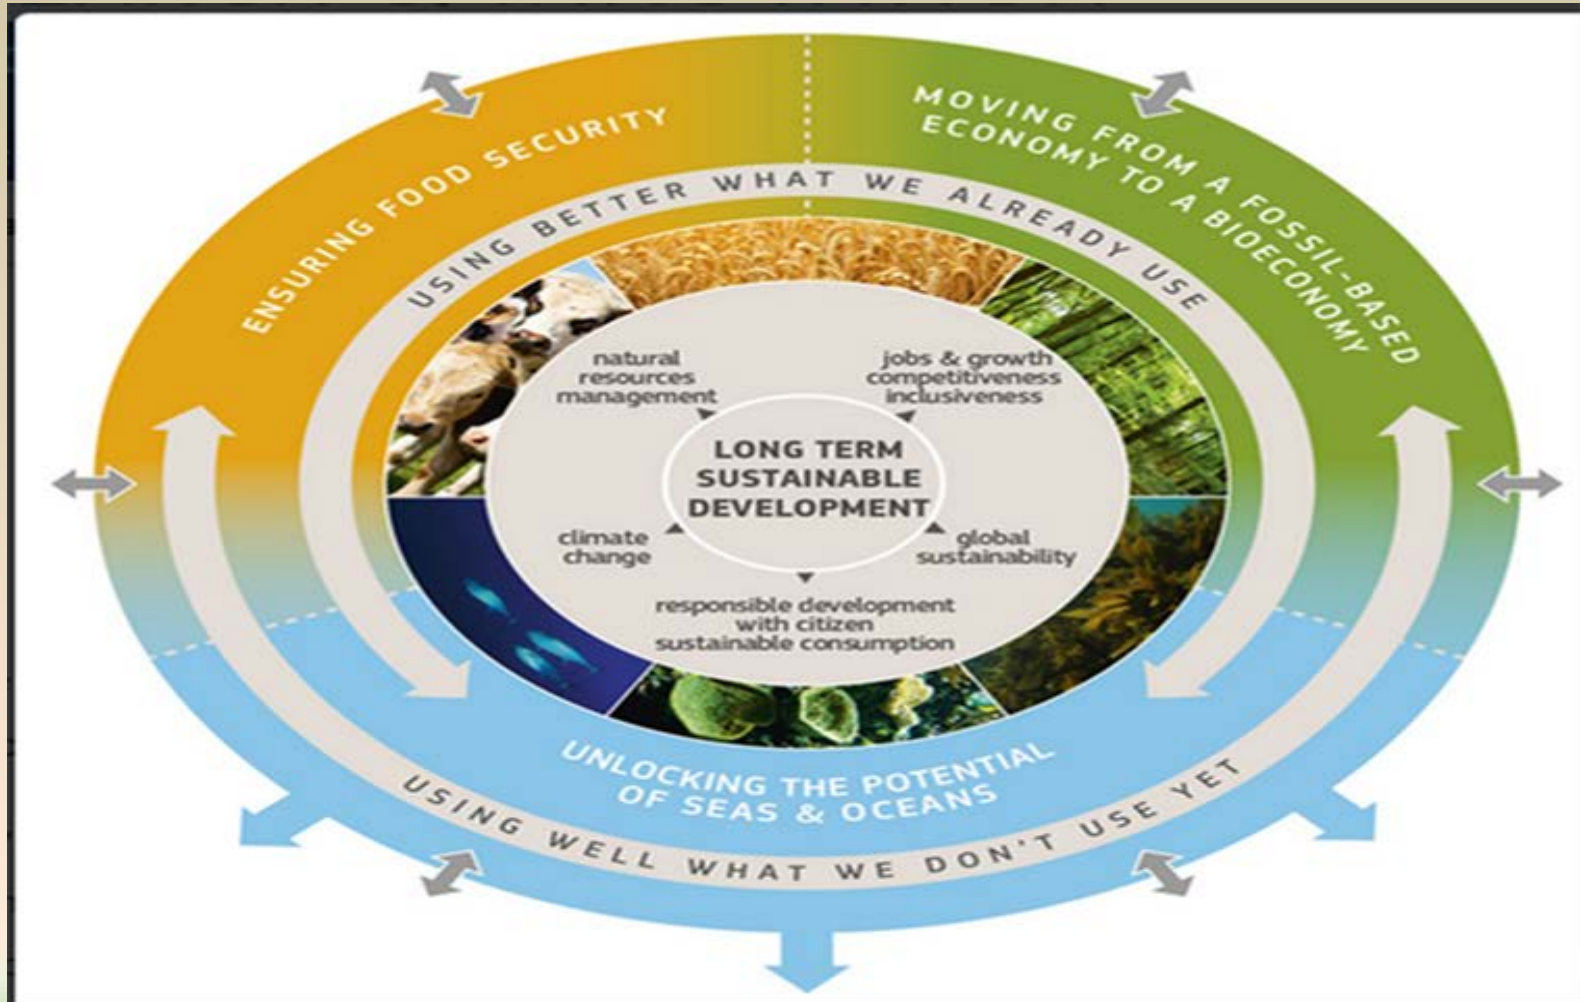 ENSURING FOOD SECURITY
MOVING FROM A FOSSIL-BASED
ECONOMY TO A BIOECONOMY
USING BETTER WHAT WE ALREADY USE
natural
resources
management
jobs & growth
competitiveness
inclusiveness
LONG TERM
SUSTAINABLE
DEVELOPMENT
climate
change
global
sustainability
responsible development
with citizen
sustainable consumption
UNLOCKING THE POTENTIAL
OF SEAS & OCEANS
USING WELL WHAT WE DON'T USE YET